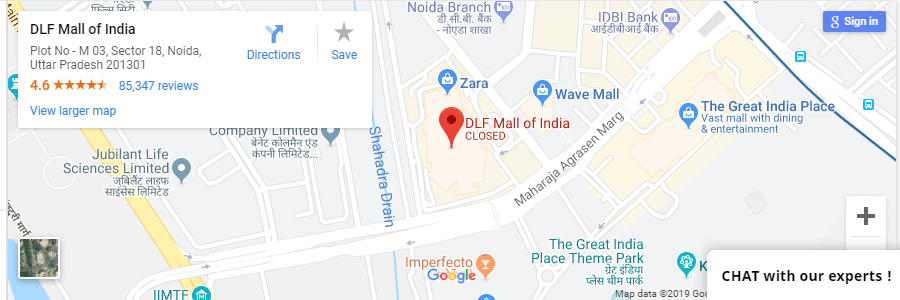 DLF Mall of India
Plot No - M 03, Sector 18, Noida,
Uttar Pradesh 201301
4.6
85,347 reviews
View larger map
Directions
Save
Noida Branch
डी.सी.बी. बैंक
- नोएडा शाखा
IDBI Bank
आईडीबीआई बैंक
Sign in
Zara
Wave Mall
DLF Mall of India
CLOSED
The Great India Place
Vast mall with dining
& entertainment
Maharaja Agrasen Marg
Shahadra Drain
Company Limited
बेनेट कोलमैन एंड
कंपनी लिमिटेड...
Jubilant Life
Sciences Limited
जुबिलैंट लाइफ
साइंसेस लिमिटेड
The Great India
Place Theme Park
ग्रेट इंडिया
प्लेस थीम पार्क
Imperfecto
Google
IIMTF
K
Map data ©2019
CHAT with our experts !